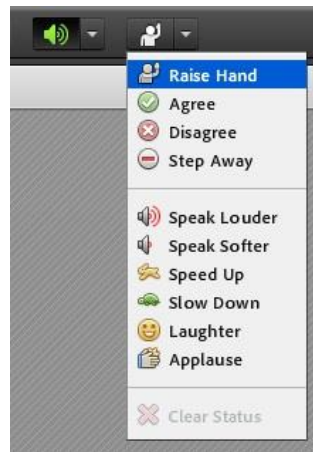 Raise Hand
Agree
Disagree
Step Away
Speak Louder
Speak Softer
Speed Up
Slow Down
Laughter
Applause
Clear Status